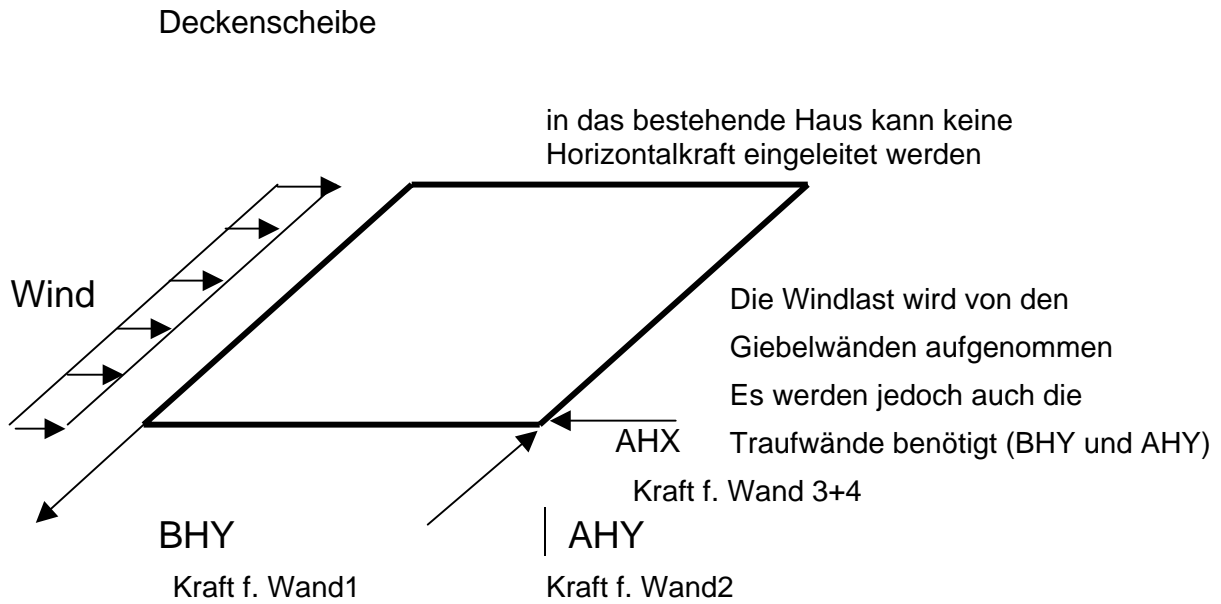 Deckenscheibe
in das bestehende Haus kann keine
Horizontalkraft eingeleitet werden
Wind
Die Windlast wird von den
Giebelwänden aufgenommen
Es werden jedoch auch die
Traufwände benötigt (BHY und AHY)
AHX
Kraft f. Wand 3+4
BHY
AHY
Kraft f. Wand1
Kraft f. Wand2